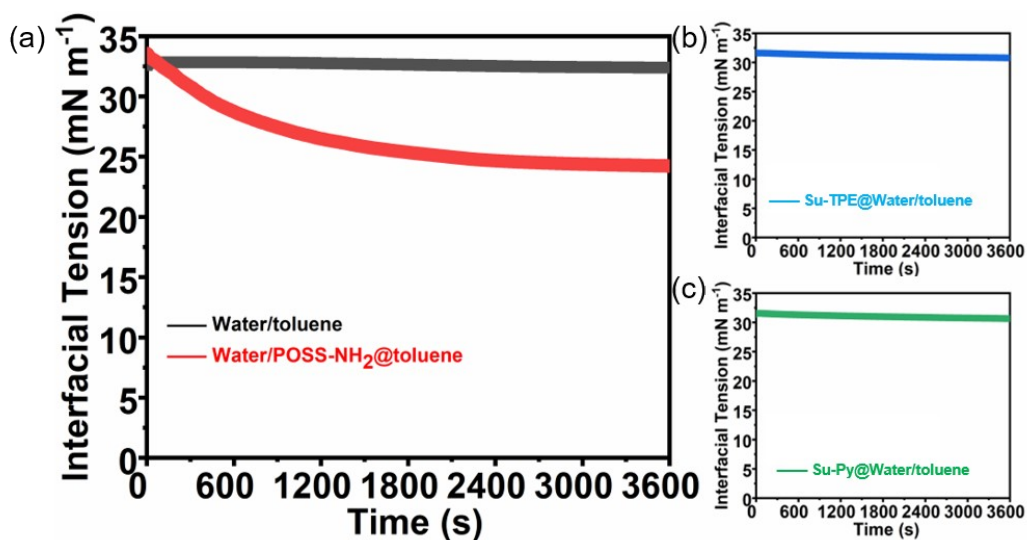 (a)
Interfacial Tension (mN m⁻¹)
35
30
25
20
15
10
5
0
Water/toluene
Water/POSS-NH₂@toluene
0 600 1200 1800 2400 3000 3600
Time (s)
(b)
Interfacial Tension (mN m⁻¹)
35
30
25
20
15
10
5
0
Su-TPE@Water/toluene
0 600 1200 1800 2400 3000 3600
Time (s)
(c)
Interfacial Tension (mN m⁻¹)
35
30
25
20
15
10
5
0
Su-Py@Water/toluene
0 600 1200 1800 2400 3000 3600
Time (s)